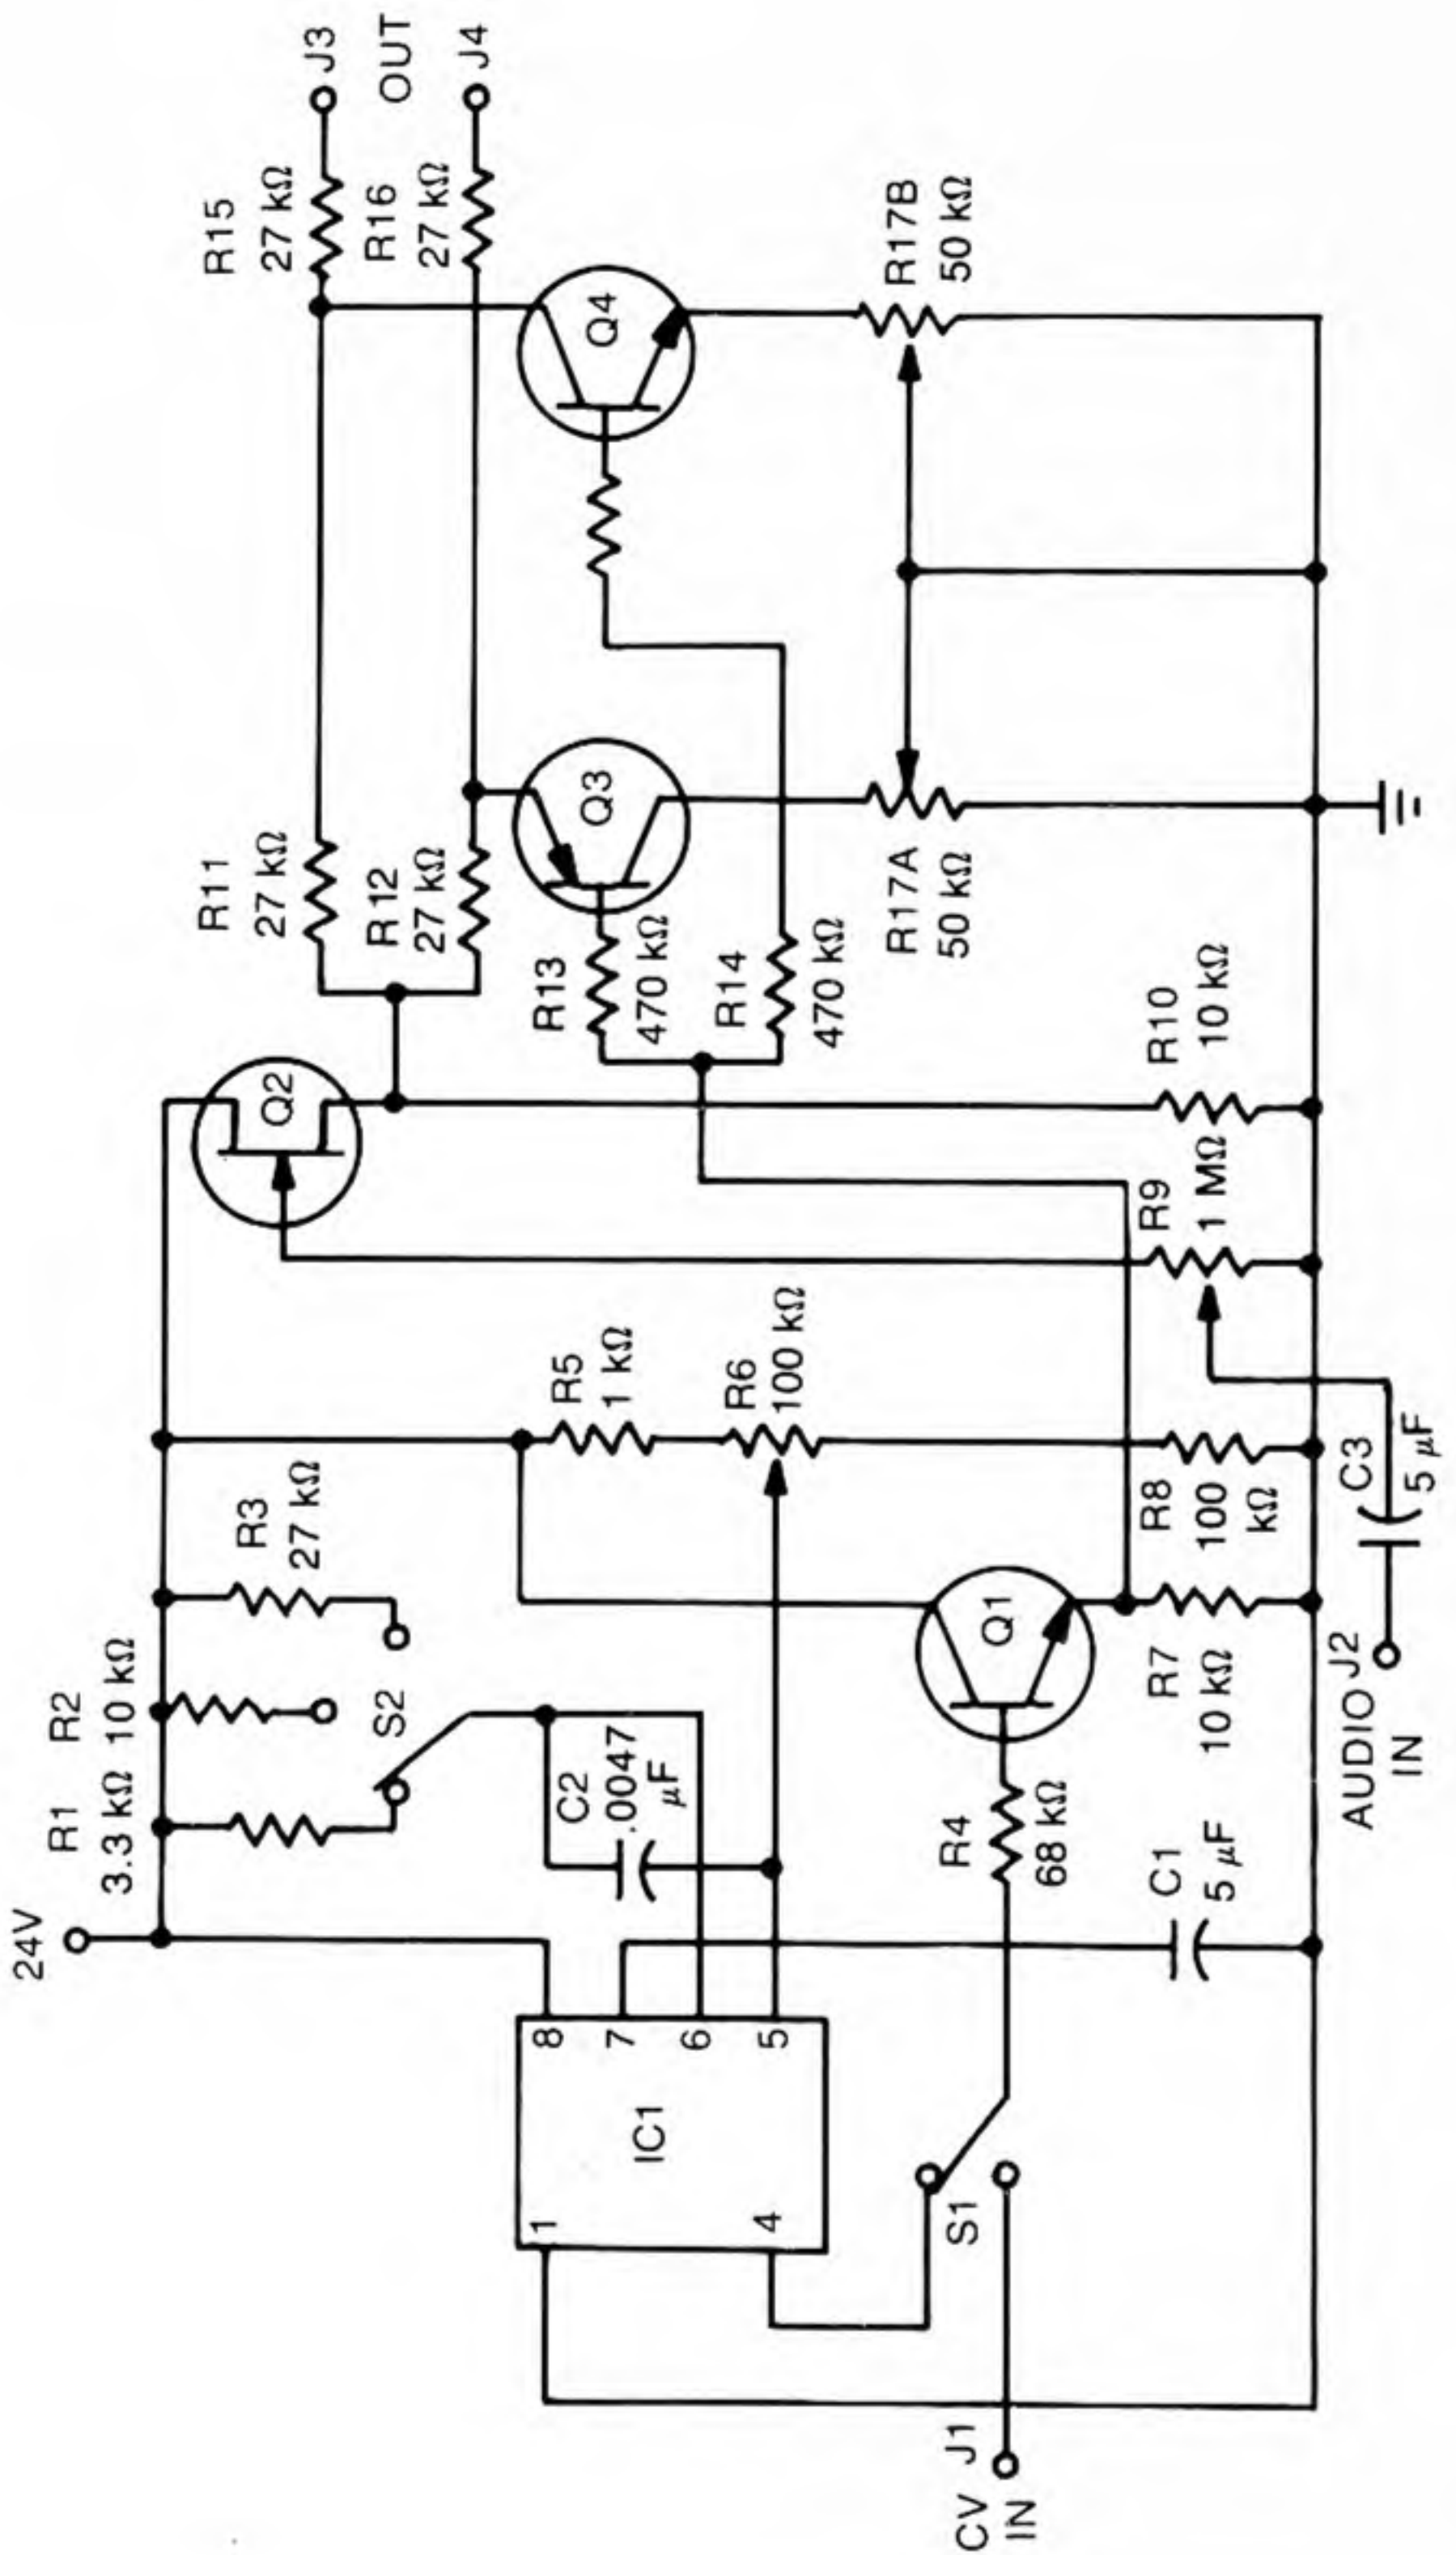 24V
R1
3.3 kΩ
R2
10 kΩ
R3
27 kΩ
S2
C2
.0047
µF
R5
1 kΩ
R6
100 kΩ
Q2
R11
27 kΩ
R12
27 kΩ
R15
27 kΩ
R16
27 kΩ
J3
OUT
J4
8
7
6
5
IC1
1
4
S1
CV
IN
J1
R4
68 kΩ
C1
5 µF
Q1
R7
10 kΩ
R8
100
kΩ
R9
1 MΩ
R10
10 kΩ
R13
470 kΩ
R14
470 kΩ
Q3
Q4
R17A
50 kΩ
R17B
50 kΩ
AUDIO
IN
J2
C3
5 µF